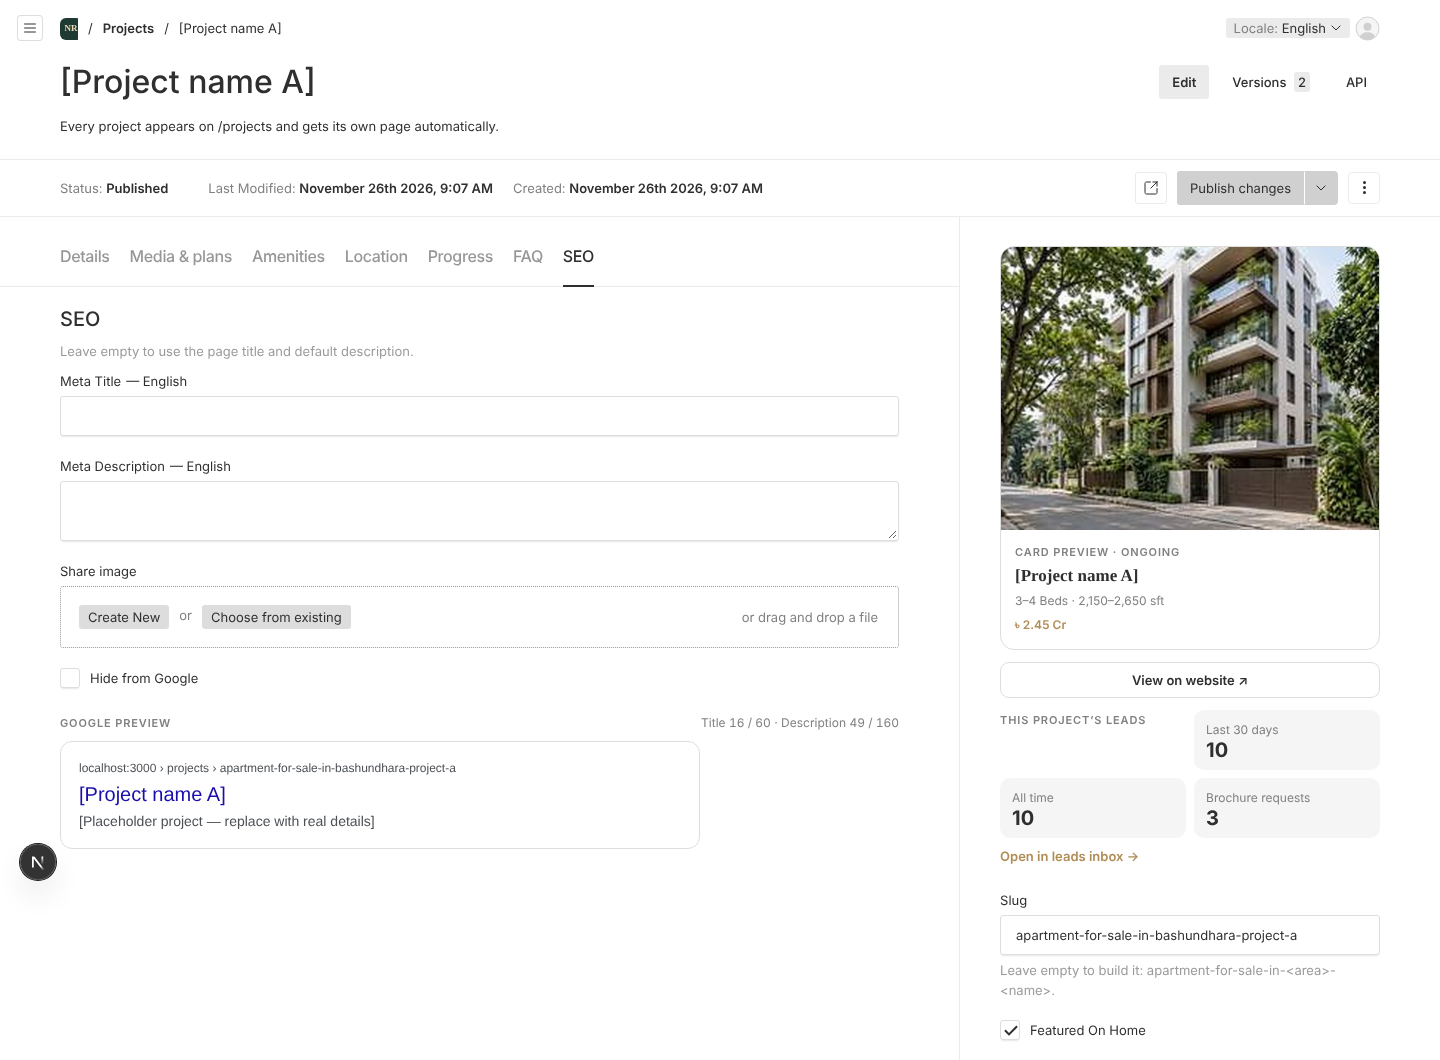 NR / Projects / [Project name A]
Locale: English
[Project name A]
Edit Versions 2 API
Every project appears on /projects and gets its own page automatically.
Status: Published Last Modified: November 26th 2026, 9:07 AM Created: November 26th 2026, 9:07 AM
Publish changes
Details Media & plans Amenities Location Progress FAQ SEO
SEO
Leave empty to use the page title and default description.
Meta Title — English
Meta Description — English
Share image
Create New or Choose from existing or drag and drop a file
Hide from Google
GOOGLE PREVIEW Title 16 / 60 · Description 49 / 160
localhost:3000 › projects › apartment-for-sale-in-bashundhara-project-a
[Project name A]
[Placeholder project — replace with real details]
N
CARD PREVIEW · ONGOING
[Project name A]
3–4 Beds · 2,150–2,650 sft
৳ 2.45 Cr
View on website ↗
THIS PROJECT'S LEADS
Last 30 days
10
All time
10
Brochure requests
3
Open in leads inbox →
Slug
apartment-for-sale-in-bashundhara-project-a
Leave empty to build it: apartment-for-sale-in-<area>-
<name>.
Featured On Home